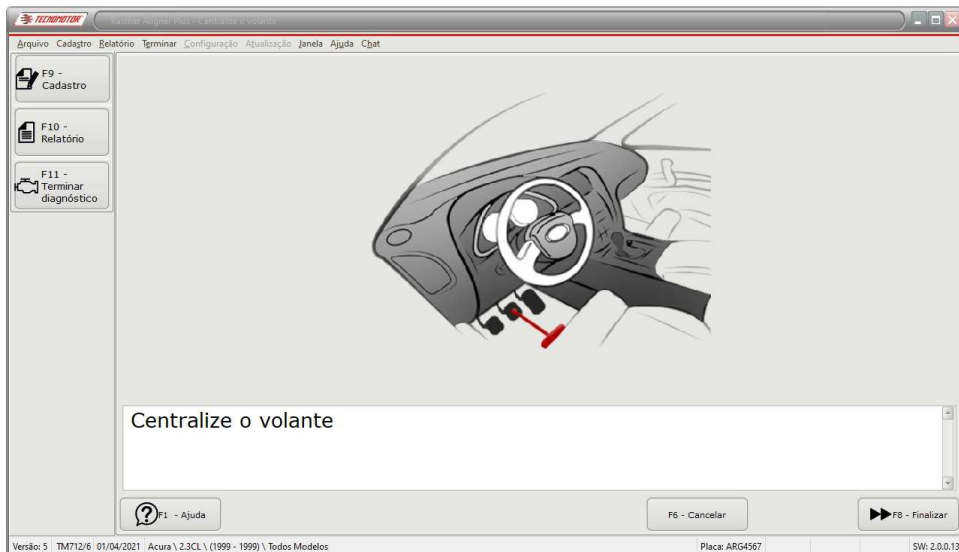 TECNOMOTOR
Rasther Aligner Plus - Centralize o volante
Arquivo Cadastro Relatório Terminar Configuração Atualização Janela Ajuda Chat
F9 -
Cadastro
F10 -
Relatório
F11 -
Terminar
diagnóstico
Centralize o volante
F1 - Ajuda
F6 - Cancelar
F8 - Finalizar
Versão: 5 TM712/6 01/04/2021 Acura \ 2.3CL \ (1999 - 1999) \ Todos Modelos Placa: ARG4567 SW: 2.0.0.13